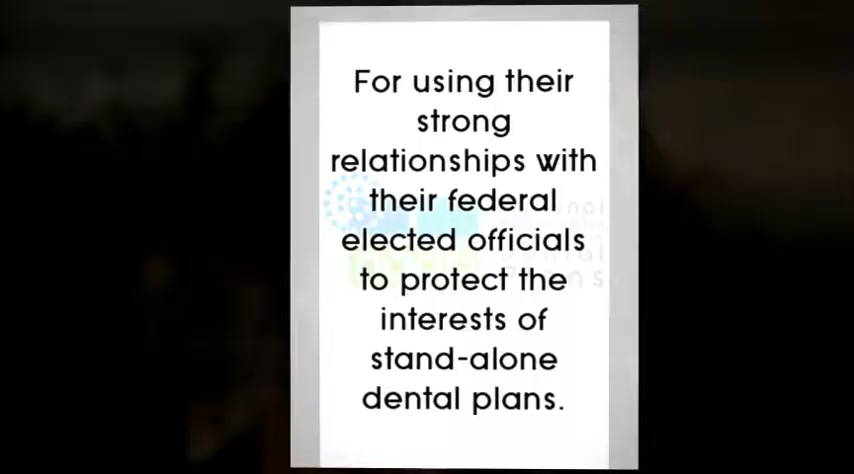 For using their
strong
relationships with
their federal
elected officials
to protect the
interests of
stand-alone
dental plans.